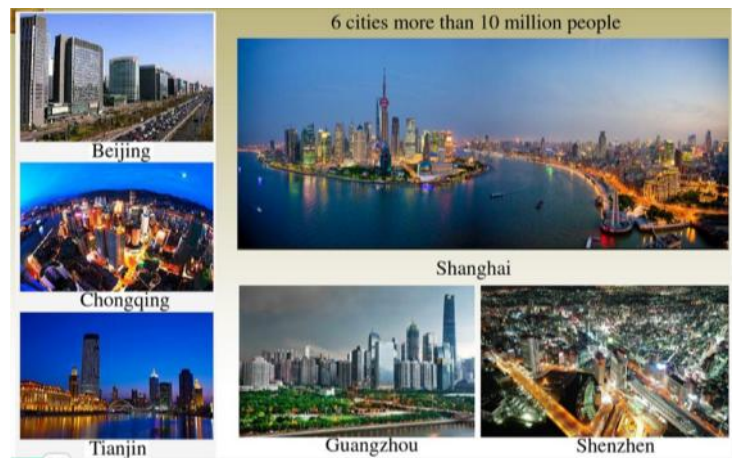 6 cities more than 10 million people
Beijing
Shanghai
Chongqing
Tianjin
Guangzhou
Shenzhen